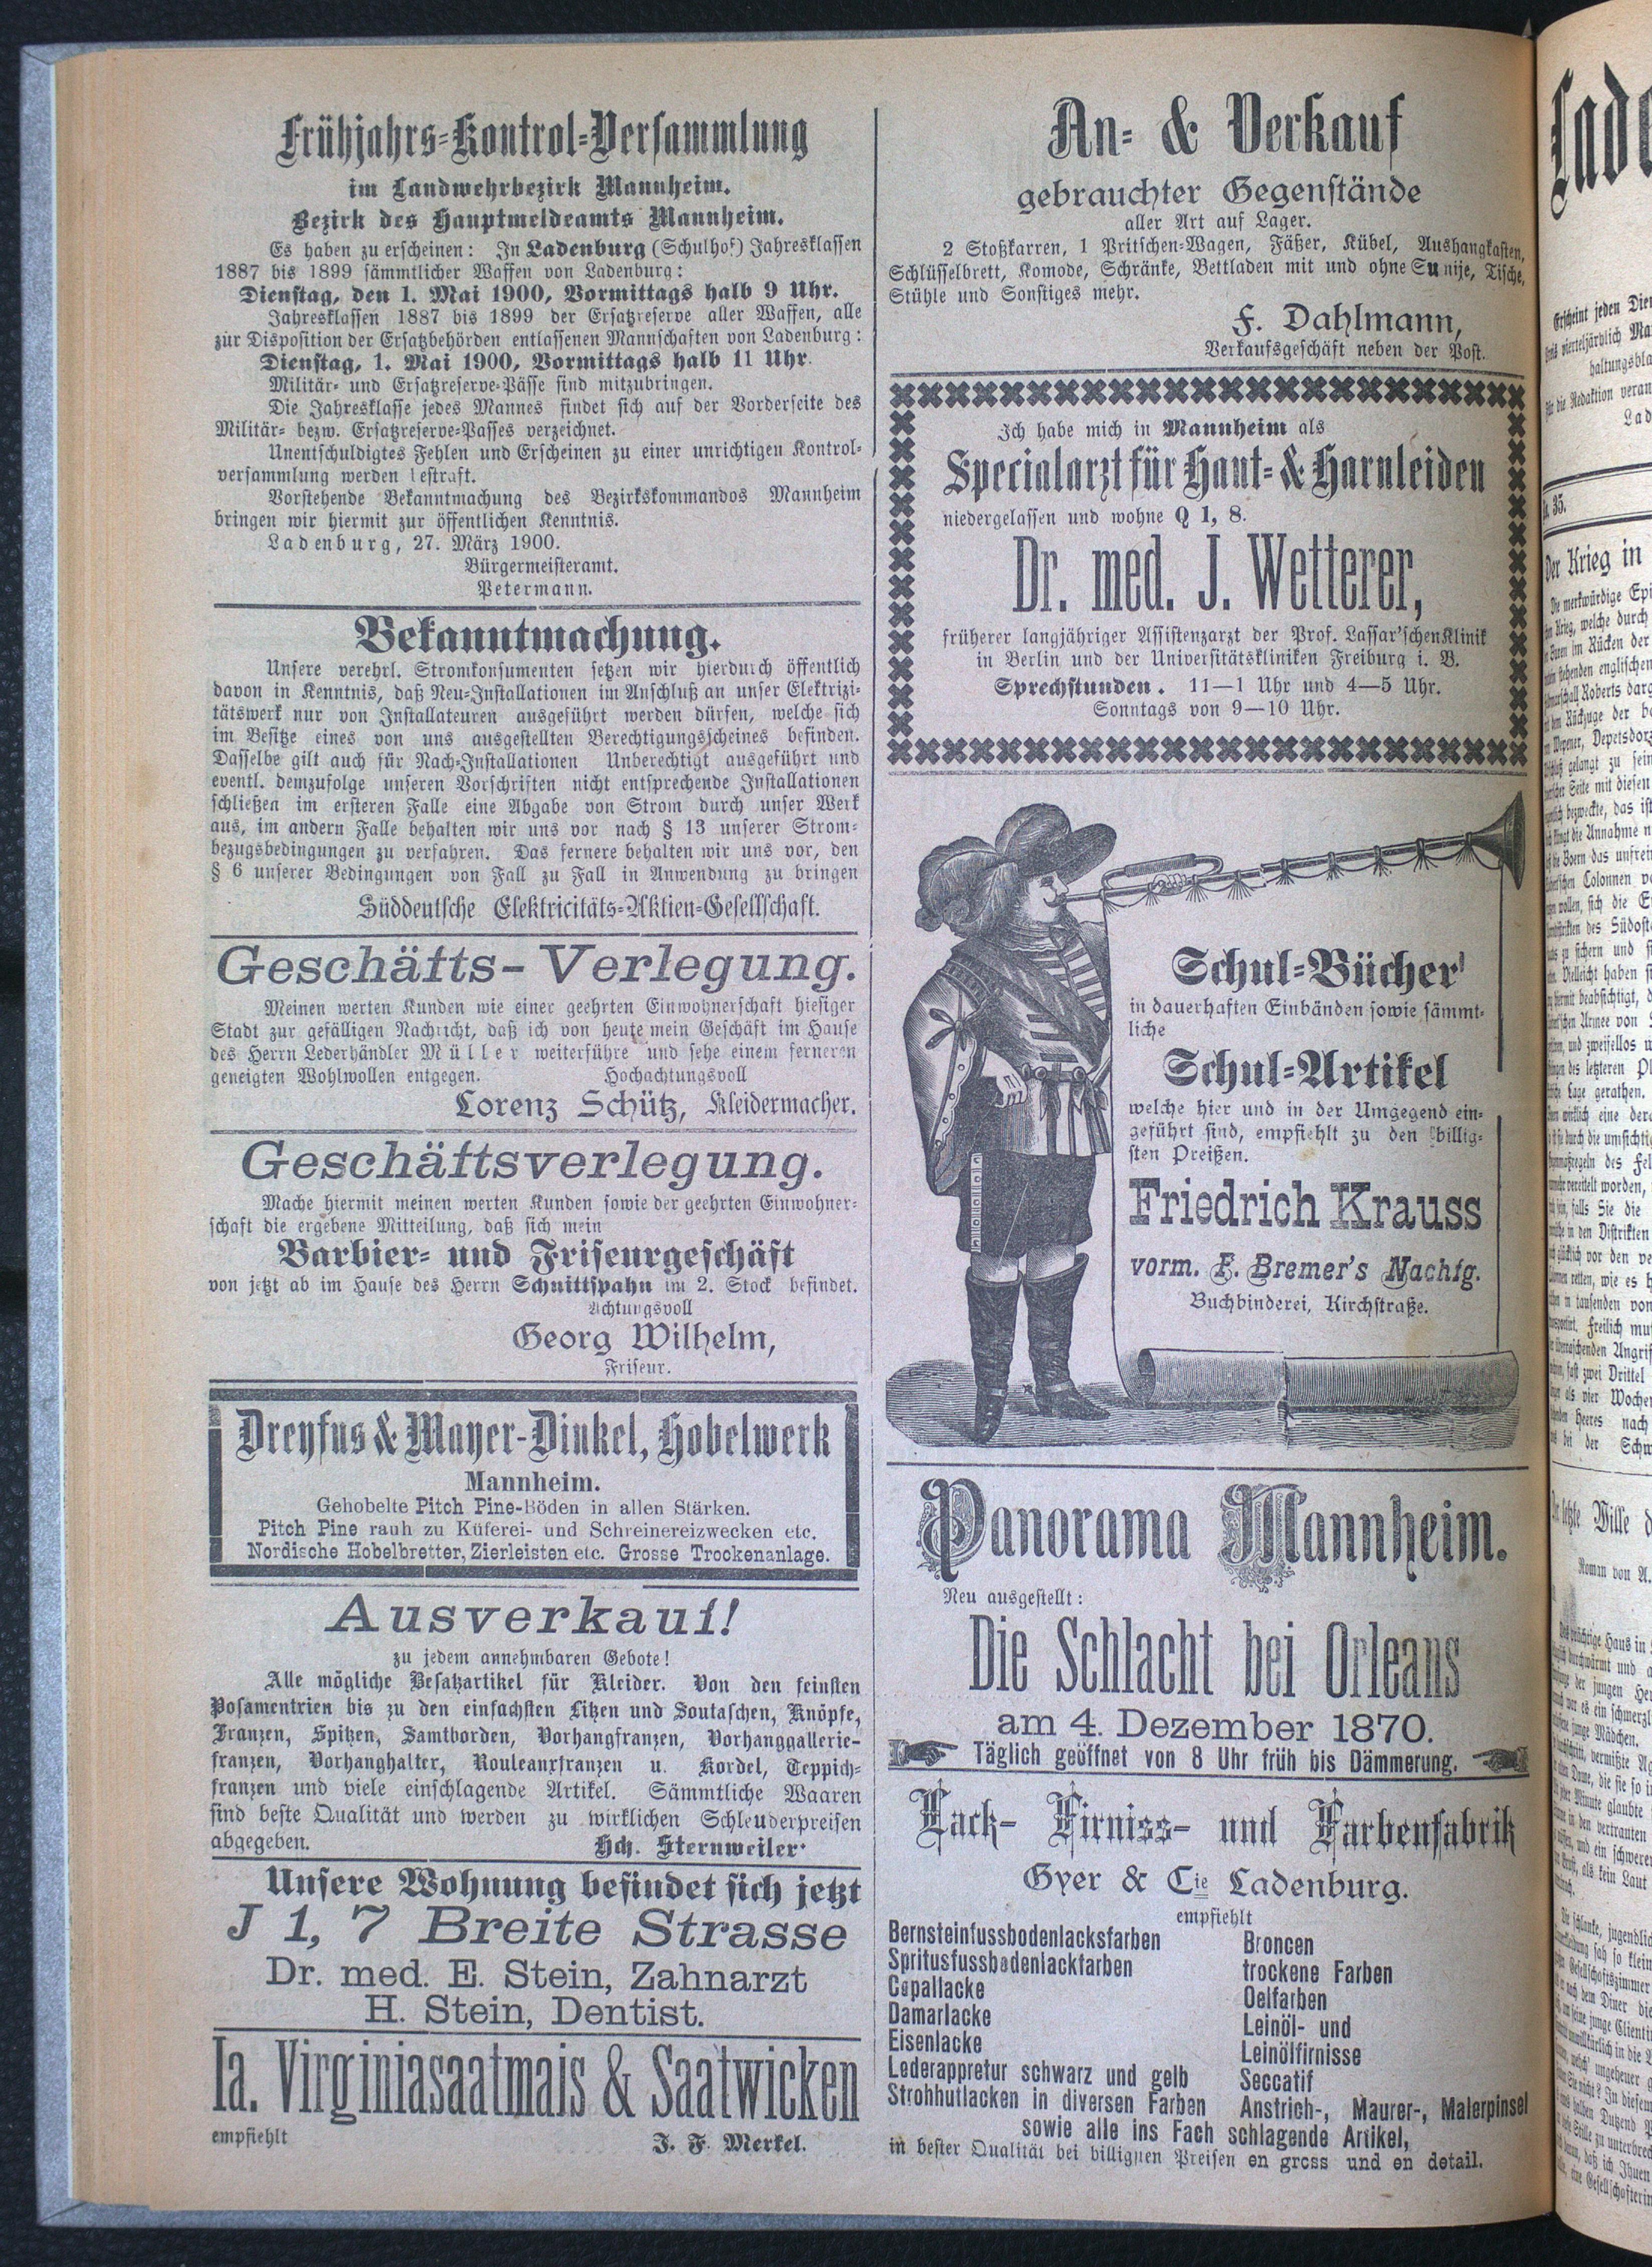 Frühjahrs-Kontrol-Versammlung
im Landwehrbezirk Mannheim.
Bezirk des Hauptmeldeamts Mannheim.
Es haben zu erscheinen: In Ladenburg (Schulhof) Jahresklassen
1887 bis 1899 sämmtlicher Waffen von Ladenburg:
Dienstag, den 1. Mai 1900, Vormittags halb 9 Uhr.
Jahresklassen 1887 bis 1899 der Ersatzreserve aller Waffen, alle
zur Disposition der Ersatzbehörden entlassenen Mannschaften von Ladenburg:
Dienstag, 1. Mai 1900, Vormittags halb 11 Uhr.
Militär- und Ersatzreserve-Pässe sind mitzubringen.
Die Jahresklasse jedes Mannes findet sich auf der Vorderseite des
Militär- bezw. Ersatzreserve-Passes verzeichnet.
Unentschuldigtes Fehlen und Erscheinen zu einer unrichtigen Kontrol-
versammlung werden bestraft.
Vorstehende Bekanntmachung des Bezirkskommandos Mannheim
bringen wir hiermit zur öffentlichen Kenntnis.
Ladenburg, 27. März 1900.
Bürgermeisteramt.
Petermann.
Bekanntmachung.
Unsere verehrl. Stromkonsumenten setzen wir hierdurch öffentlich
davon in Kenntnis, daß Neu-Installationen im Anschluß an unser Elektrizi-
tätswerk nur von Installateuren ausgeführt werden dürfen, welche sich
im Besitze eines von uns ausgestellten Berechtigungsscheines befinden.
Dasselbe gilt auch für Nach-Installationen Unberechtigt ausgeführt und
eventl. demzufolge unseren Vorschriften nicht entsprechende Installationen
schließen im ersteren Falle eine Abgabe von Strom durch unser Werk
aus, im andern Falle behalten wir uns vor nach § 13 unserer Strom-
bezugsbedingungen zu verfahren. Das fernere behalten wir uns vor, den
§ 6 unserer Bedingungen von Fall zu Fall in Anwendung zu bringen
Süddeutsche Elektricitäts-Aktien-Gesellschaft.
Geschäfts-Verlegung.
Meinen werten Kunden wie einer geehrten Einwohnerschaft hiesiger
Stadt zur gefälligen Nachricht, daß ich von heute mein Geschäft im Hause
des Herrn Lederhändler Müller weiterführe und sehe einem ferneren
geneigten Wohlwollen entgegen. Hochachtungsvoll
Lorenz Schütz, Kleidermacher.
Geschäftsverlegung.
Mache hiermit meinen werten Kunden sowie der geehrten Einwohner-
schaft die ergebene Mitteilung, daß sich mein
Barbier- und Friseurgeschäft
von jetzt ab im Hause des Herrn Schnittspahn im 2. Stock befindet.
Achtungsvoll
Georg Wilhelm,
Friseur.
Dreyfus & Mayer-Dinkel, Hobelwerk
Mannheim.
Gehobelte Pitch Pine-Böden in allen Stärken.
Pitch Pine rauh zu Küferei- und Schreinereizwecken etc.
Nordische Hobelbretter, Zierleisten etc. Grosse Trockenanlage.
Ausverkauf!
zu jedem annehmbaren Gebote!
Alle mögliche Besatzartikel für Kleider. Von den feinsten
Posamentrien bis zu den einfachsten Litzen und Soutaschen, Knöpfe,
Franzen, Spitzen, Samtborden, Vorhangfranzen, Vorhanggallerie-
franzen, Vorhanghalter, Rouleauxfranzen u. Kordel, Teppich-
franzen und viele einschlagende Artikel. Sämmtliche Waaren
sind beste Qualität und werden zu wirklichen Schleuderpreisen
abgegeben. Hch. Sternweiler.
Unsere Wohnung befindet sich jetzt
J 1, 7 Breite Strasse
Dr. med. E. Stein, Zahnarzt
H. Stein, Dentist.
Ia. Virginiasaatmais & Saatwicken
empfiehlt J. F. Merkel.
An- & Verkauf
gebrauchter Gegenstände
aller Art auf Lager.
2 Stoßkarren, 1 Pritschen-Wagen, Fäßer, Kübel, Aushangkasten,
Schlüsselbrett, Komode, Schränke, Bettladen mit und ohne Tische,
Stühle und Sonstiges mehr.
F. Dahlmann,
Verkaufsgeschäft neben der Post.
Ich habe mich in Mannheim als
Specialarzt für Haut- & Harnleiden
niedergelassen und wohne Q 1, 8.
Dr. med. J. Wetterer,
früherer langjähriger Assistenzarzt der Prof. Lassar'schen Klinik
in Berlin und der Universitätskliniken Freiburg i. B.
Sprechstunden. 11—1 Uhr und 4—5 Uhr.
Sonntags von 9—10 Uhr.
Schul-Bücher
in dauerhaften Einbänden sowie sämmt-
liche
Schul-Artikel
welche hier und in der Umgegend ein-
geführt sind, empfiehlt zu den billig-
sten Preißen.
Friedrich Krauss
vorm. F. Bremer's Nachfg.
Buchbinderei, Kirchstraße.
Panorama Mannheim.
Neu ausgestellt:
Die Schlacht bei Orleans
am 4. Dezember 1870.
Täglich geöffnet von 8 Uhr früh bis Dämmerung.
Lack- Firniss- und Farbenfabrik
Gyer & Cie Ladenburg.
empfiehlt
Bernsteinfussbodenlacksfarben
Spritusfussbodenlackfarben
Copallacke
Damarlacke
Eisenlacke
Lederappretur schwarz und gelb
Strohhutlacken in diversen Farben
Broncen
trockene Farben
Oelfarben
Leinöl- und
Leinölfirnisse
Seccatif
Anstrich-, Maurer-, Malerpinsel
sowie alle ins Fach schlagende Artikel,
in bester Qualität bei billigsten Preisen en gross und en detail.